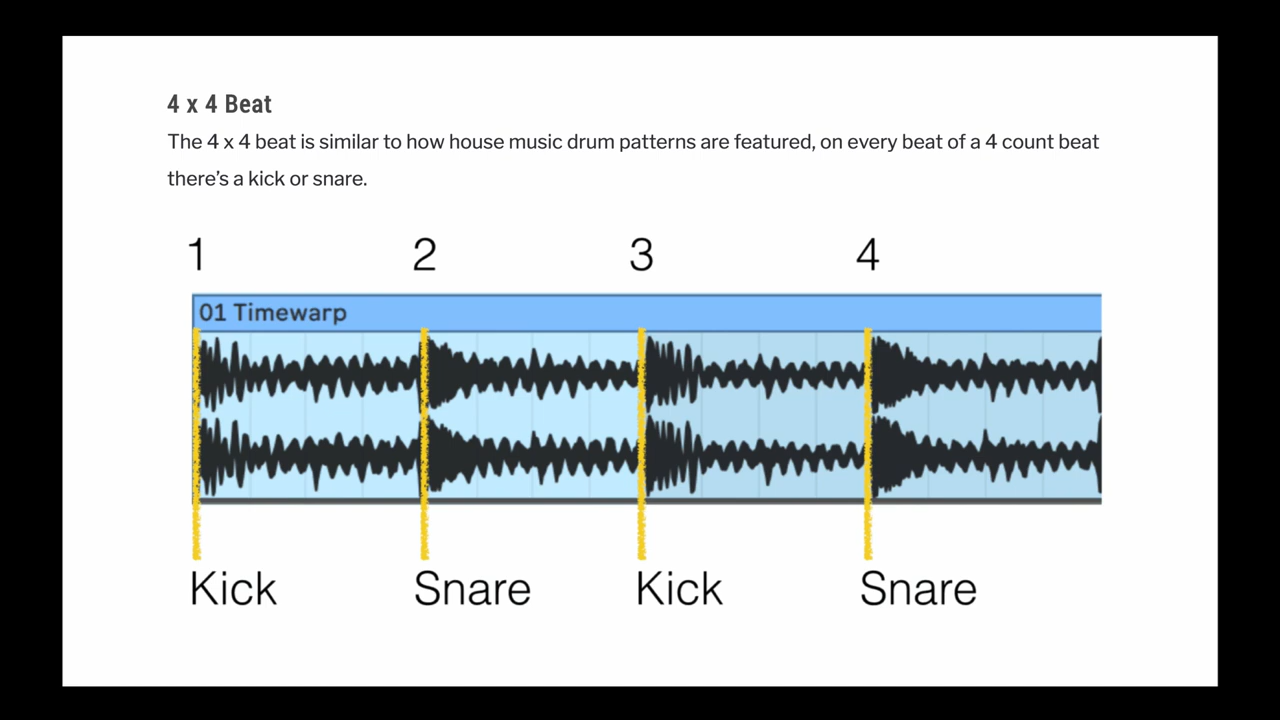 4 x 4 Beat
The 4 x 4 beat is similar to how house music drum patterns are featured, on every beat of a 4 count beat
there’s a kick or snare.
1 2 3 4
01 Timewarp
Kick Snare Kick Snare